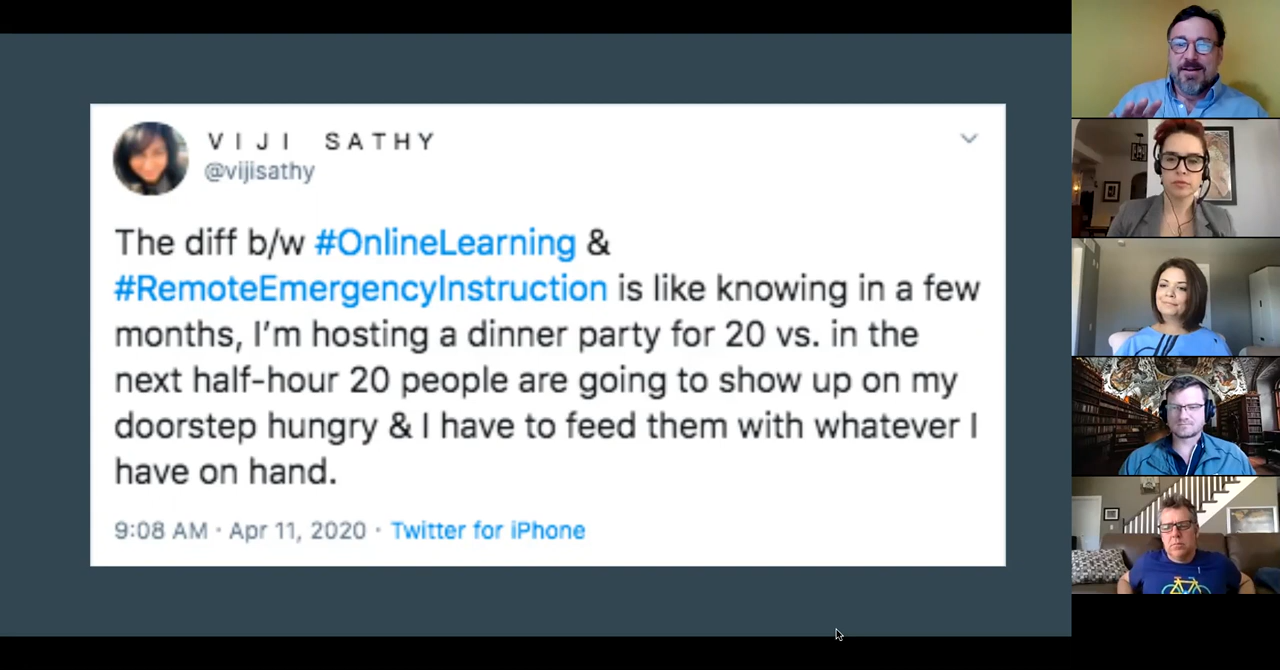 VIJI SATHY
@vijisathy
The diff b/w #OnlineLearning &
#RemoteEmergencyInstruction is like knowing in a few
months, I’m hosting a dinner party for 20 vs. in the
next half-hour 20 people are going to show up on my
doorstep hungry & I have to feed them with whatever I
have on hand.
9:08 AM · Apr 11, 2020 · Twitter for iPhone